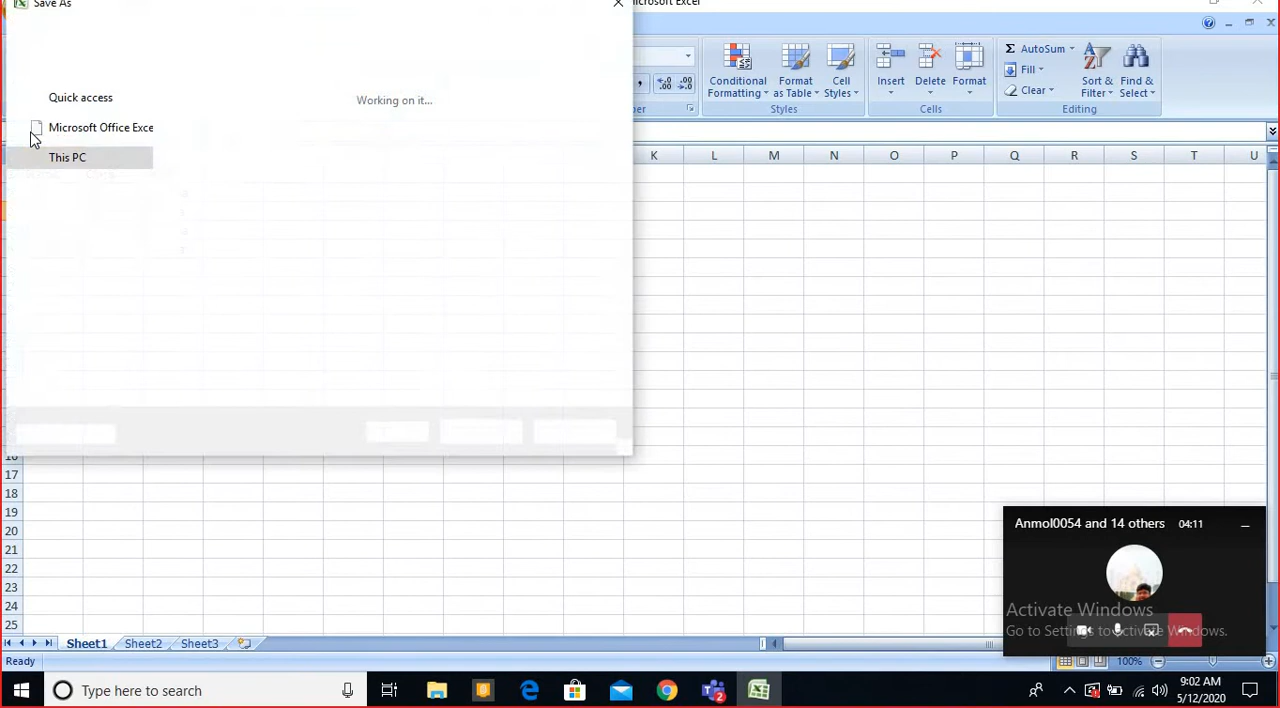 Save As
Microsoft Excel
Quick access
Working on it...
Microsoft Office Exce
This PC
Conditional Formatting
Format as Table
Cell Styles
Styles
Insert
Delete
Format
Cells
Σ AutoSum
Fill
Clear
Sort & Filter
Find & Select
Editing
K L M N O P Q R S T U
17
18
19
20
21
22
23
24
25
Anmol0054 and 14 others 04:11
Activate Windows
Go to Settings to activate Windows.
Sheet1 Sheet2 Sheet3
Ready
100%
Type here to search
2
9:02 AM
5/12/2020